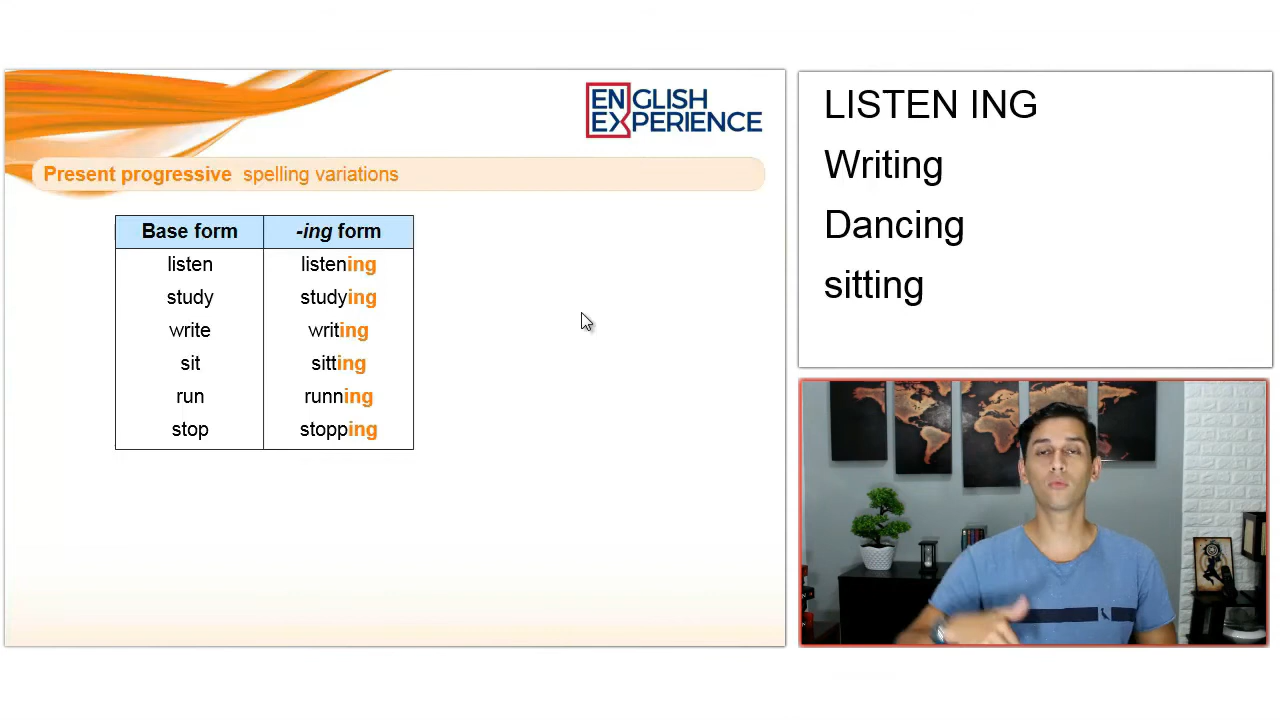 ENGLISH
EXPERIENCE
Present progressive spelling variations
Base form -ing form
listen listening
study studying
write writing
sit sitting
run running
stop stopping
LISTEN ING
Writing
Dancing
sitting